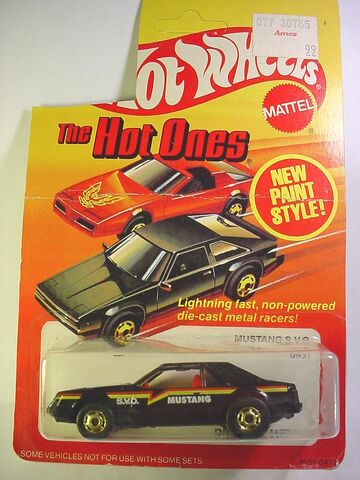 077 30765
Ames
99
Hot Wheels
MATTEL
The Hot Ones
NEW
PAINT
STYLE!
Lightning fast, non-powered
die-cast metal racers!
MUSTANG S.V.O.
S.V.O. MUSTANG
SOME VEHICLES NOT FOR USE WITH SOME SETS.